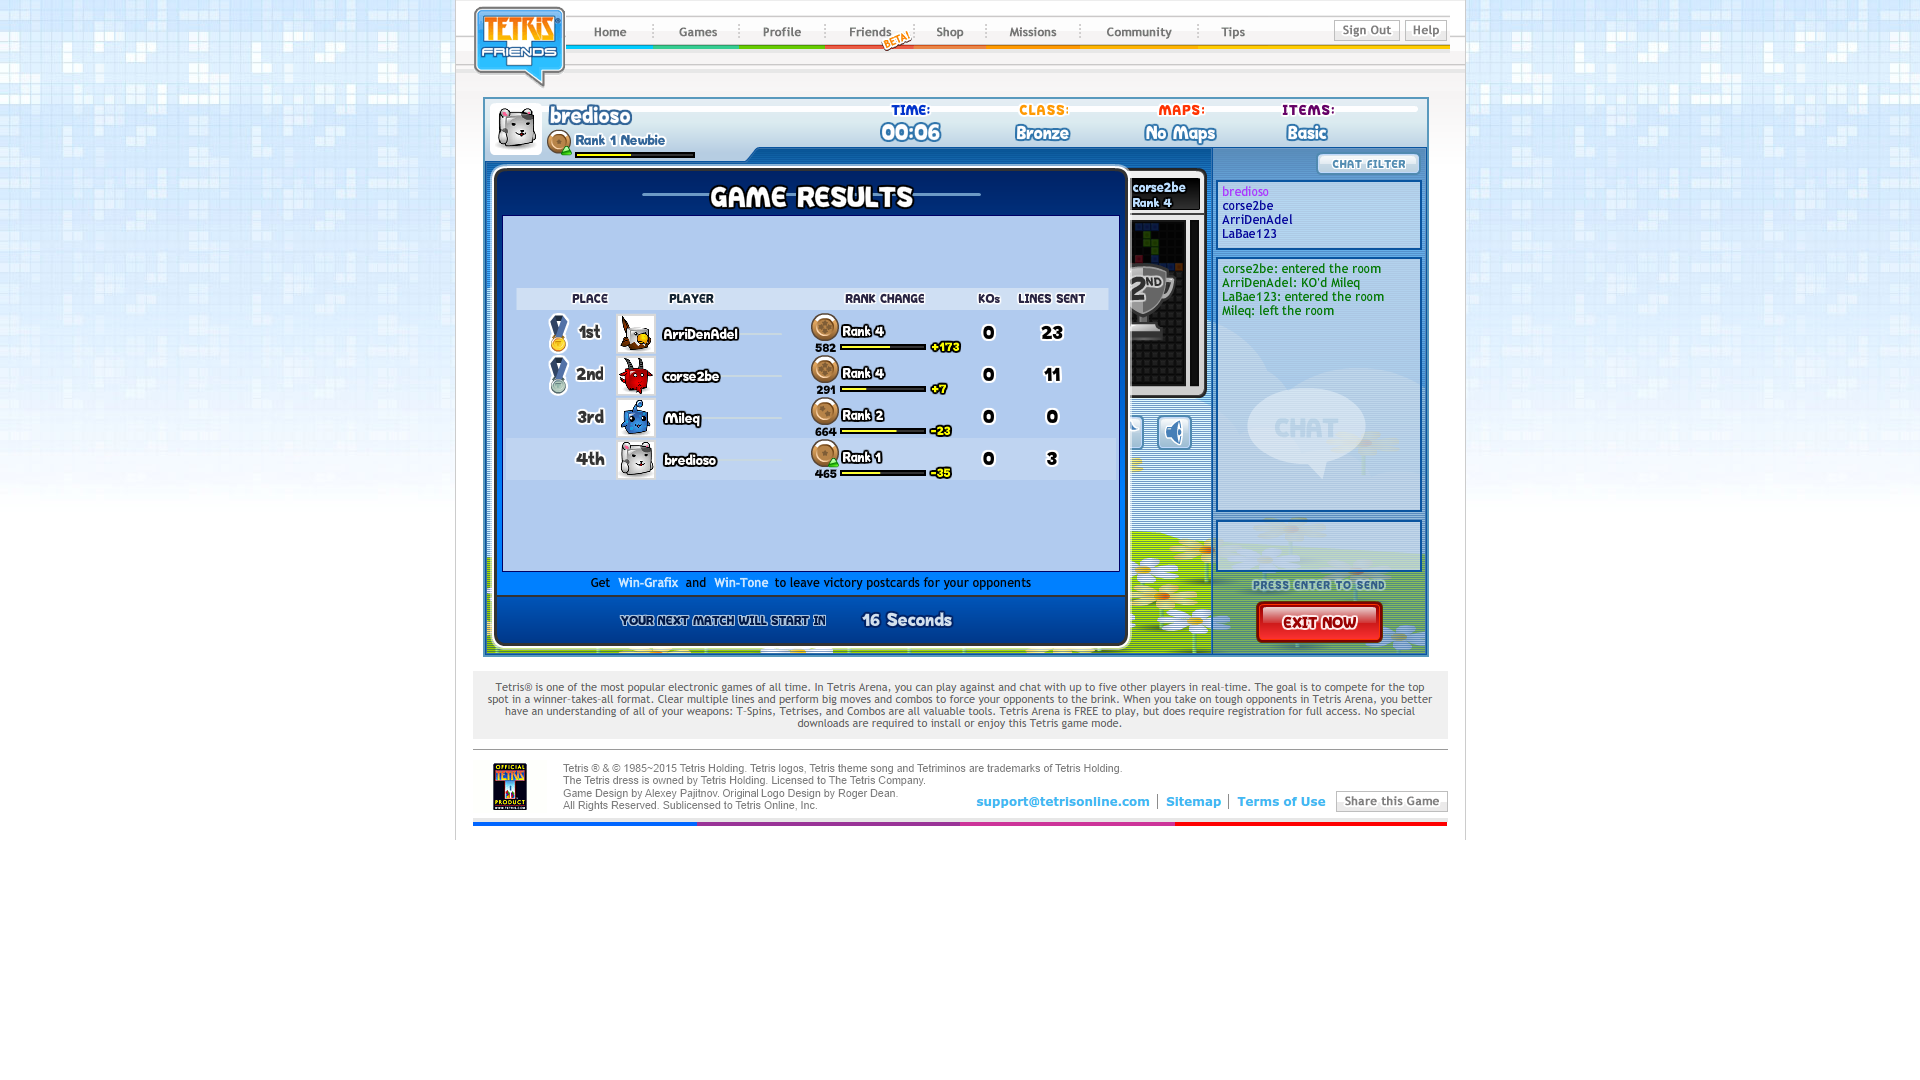 TETRIS FRIENDS
Home
Games
Profile
Friends
BETA!
Shop
Missions
Community
Tips
Sign Out
Help
bredioso
Rank 1 Newbie
TIME:
00:06
CLASS:
Bronze
MAPS:
No Maps
ITEMS:
Basic
GAME RESULTS
PLACE PLAYER RANK CHANGE KOs LINES SENT
1st ArriDenAdel Rank 4 0 23
582 +173
2nd corse2be Rank 4 0 11
291 +7
3rd Mileq Rank 2 0 0
664 -23
4th bredioso Rank 1 0 3
465 -35
Get Win-Grafix and Win-Tone to leave victory postcards for your opponents
YOUR NEXT MATCH WILL START IN 16 Seconds
corse2be
Rank 4
2ND
CHAT FILTER
bredioso
corse2be
ArriDenAdel
LaBae123
corse2be: entered the room
ArriDenAdel: KO'd Mileq
LaBae123: entered the room
Mileq: left the room
CHAT
PRESS ENTER TO SEND
EXIT NOW
Tetris® is one of the most popular electronic games of all time. In Tetris Arena, you can play against and chat with up to five other players in real-time. The goal is to compete for the top
spot in a winner-takes-all format. Clear multiple lines and perform big moves and combos to force your opponents to the brink. When you take on tough opponents in Tetris Arena, you better
have an understanding of all of your weapons: T-Spins, Tetrises, and Combos are all valuable tools. Tetris Arena is FREE to play, but does require registration for full access. No special
downloads are required to install or enjoy this Tetris game mode.
OFFICIAL
TETRIS
PRODUCT
WWW.TETRIS.COM
Tetris ® & © 1985~2015 Tetris Holding. Tetris logos, Tetris theme song and Tetriminos are trademarks of Tetris Holding.
The Tetris dress is owned by Tetris Holding. Licensed to The Tetris Company.
Game Design by Alexey Pajitnov. Original Logo Design by Roger Dean.
All Rights Reserved. Sublicensed to Tetris Online, Inc.
support@tetrisonline.com | Sitemap | Terms of Use
Share this Game